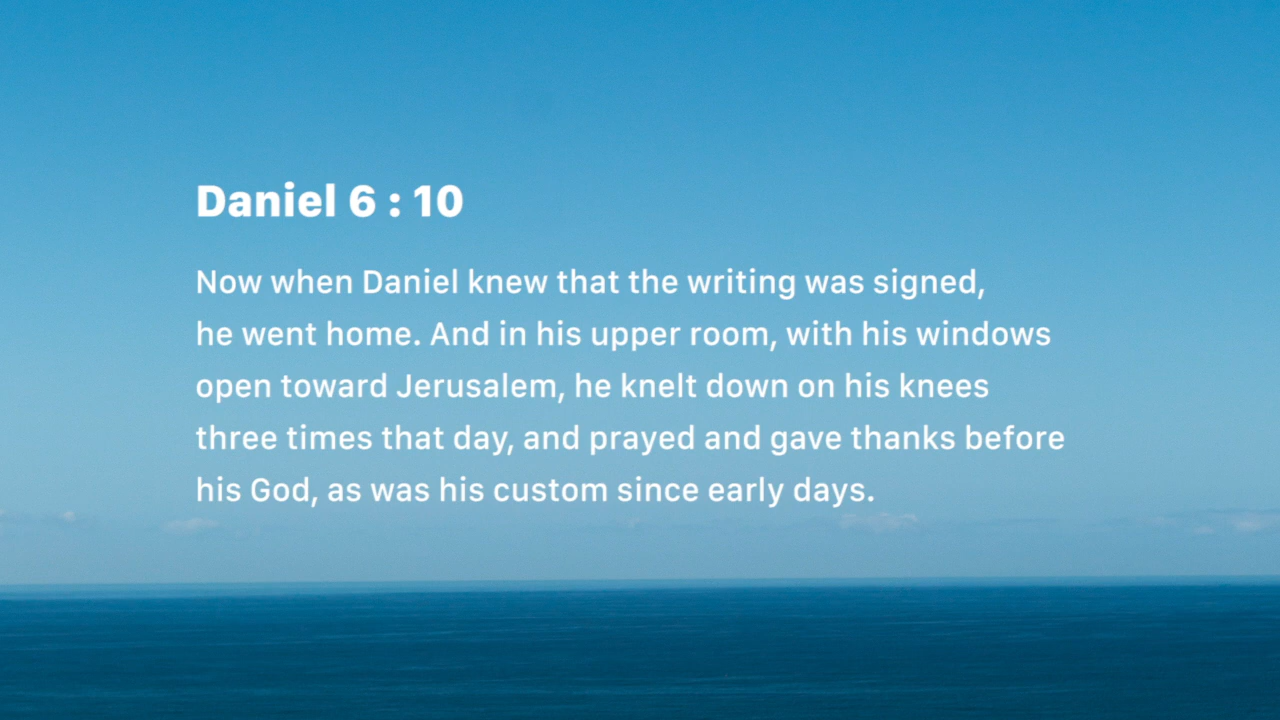 Daniel 6 : 10
Now when Daniel knew that the writing was signed,
he went home. And in his upper room, with his windows
open toward Jerusalem, he knelt down on his knees
three times that day, and prayed and gave thanks before
his God, as was his custom since early days.